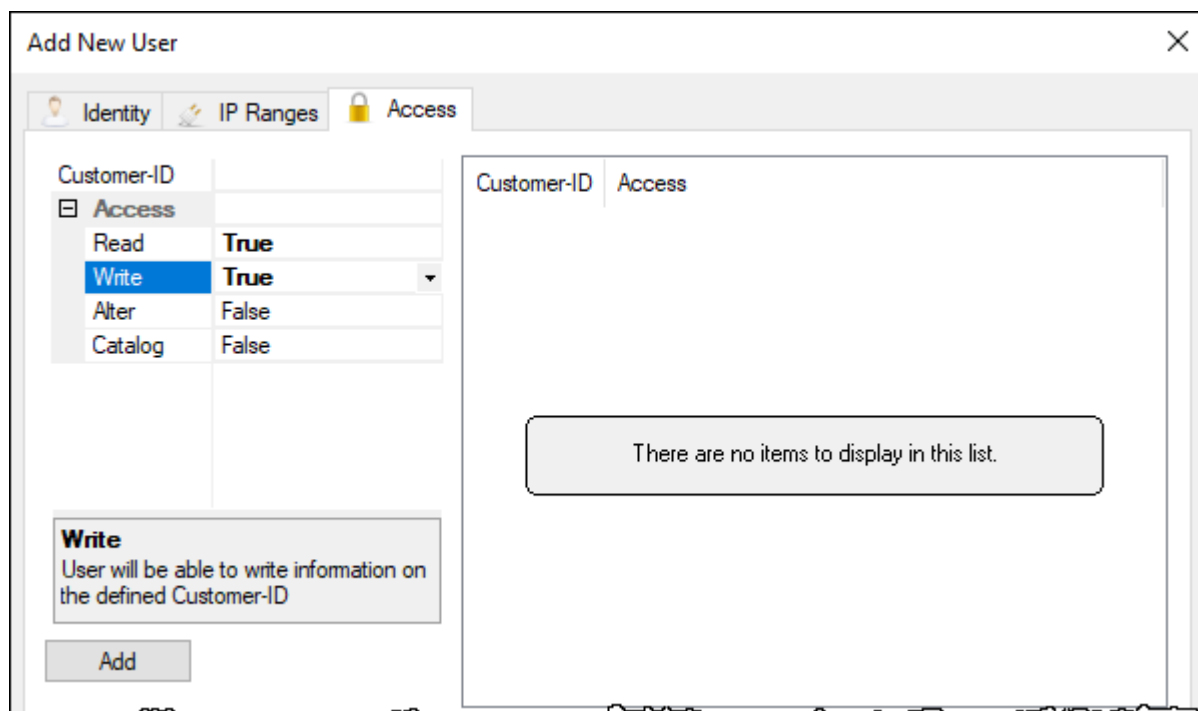 Add New User
Identity IP Ranges Access
Customer-ID
Access
Read True
Write True
Alter False
Catalog False
Write
User will be able to write information on
the defined Customer-ID
Add
Customer-ID Access
There are no items to display in this list.